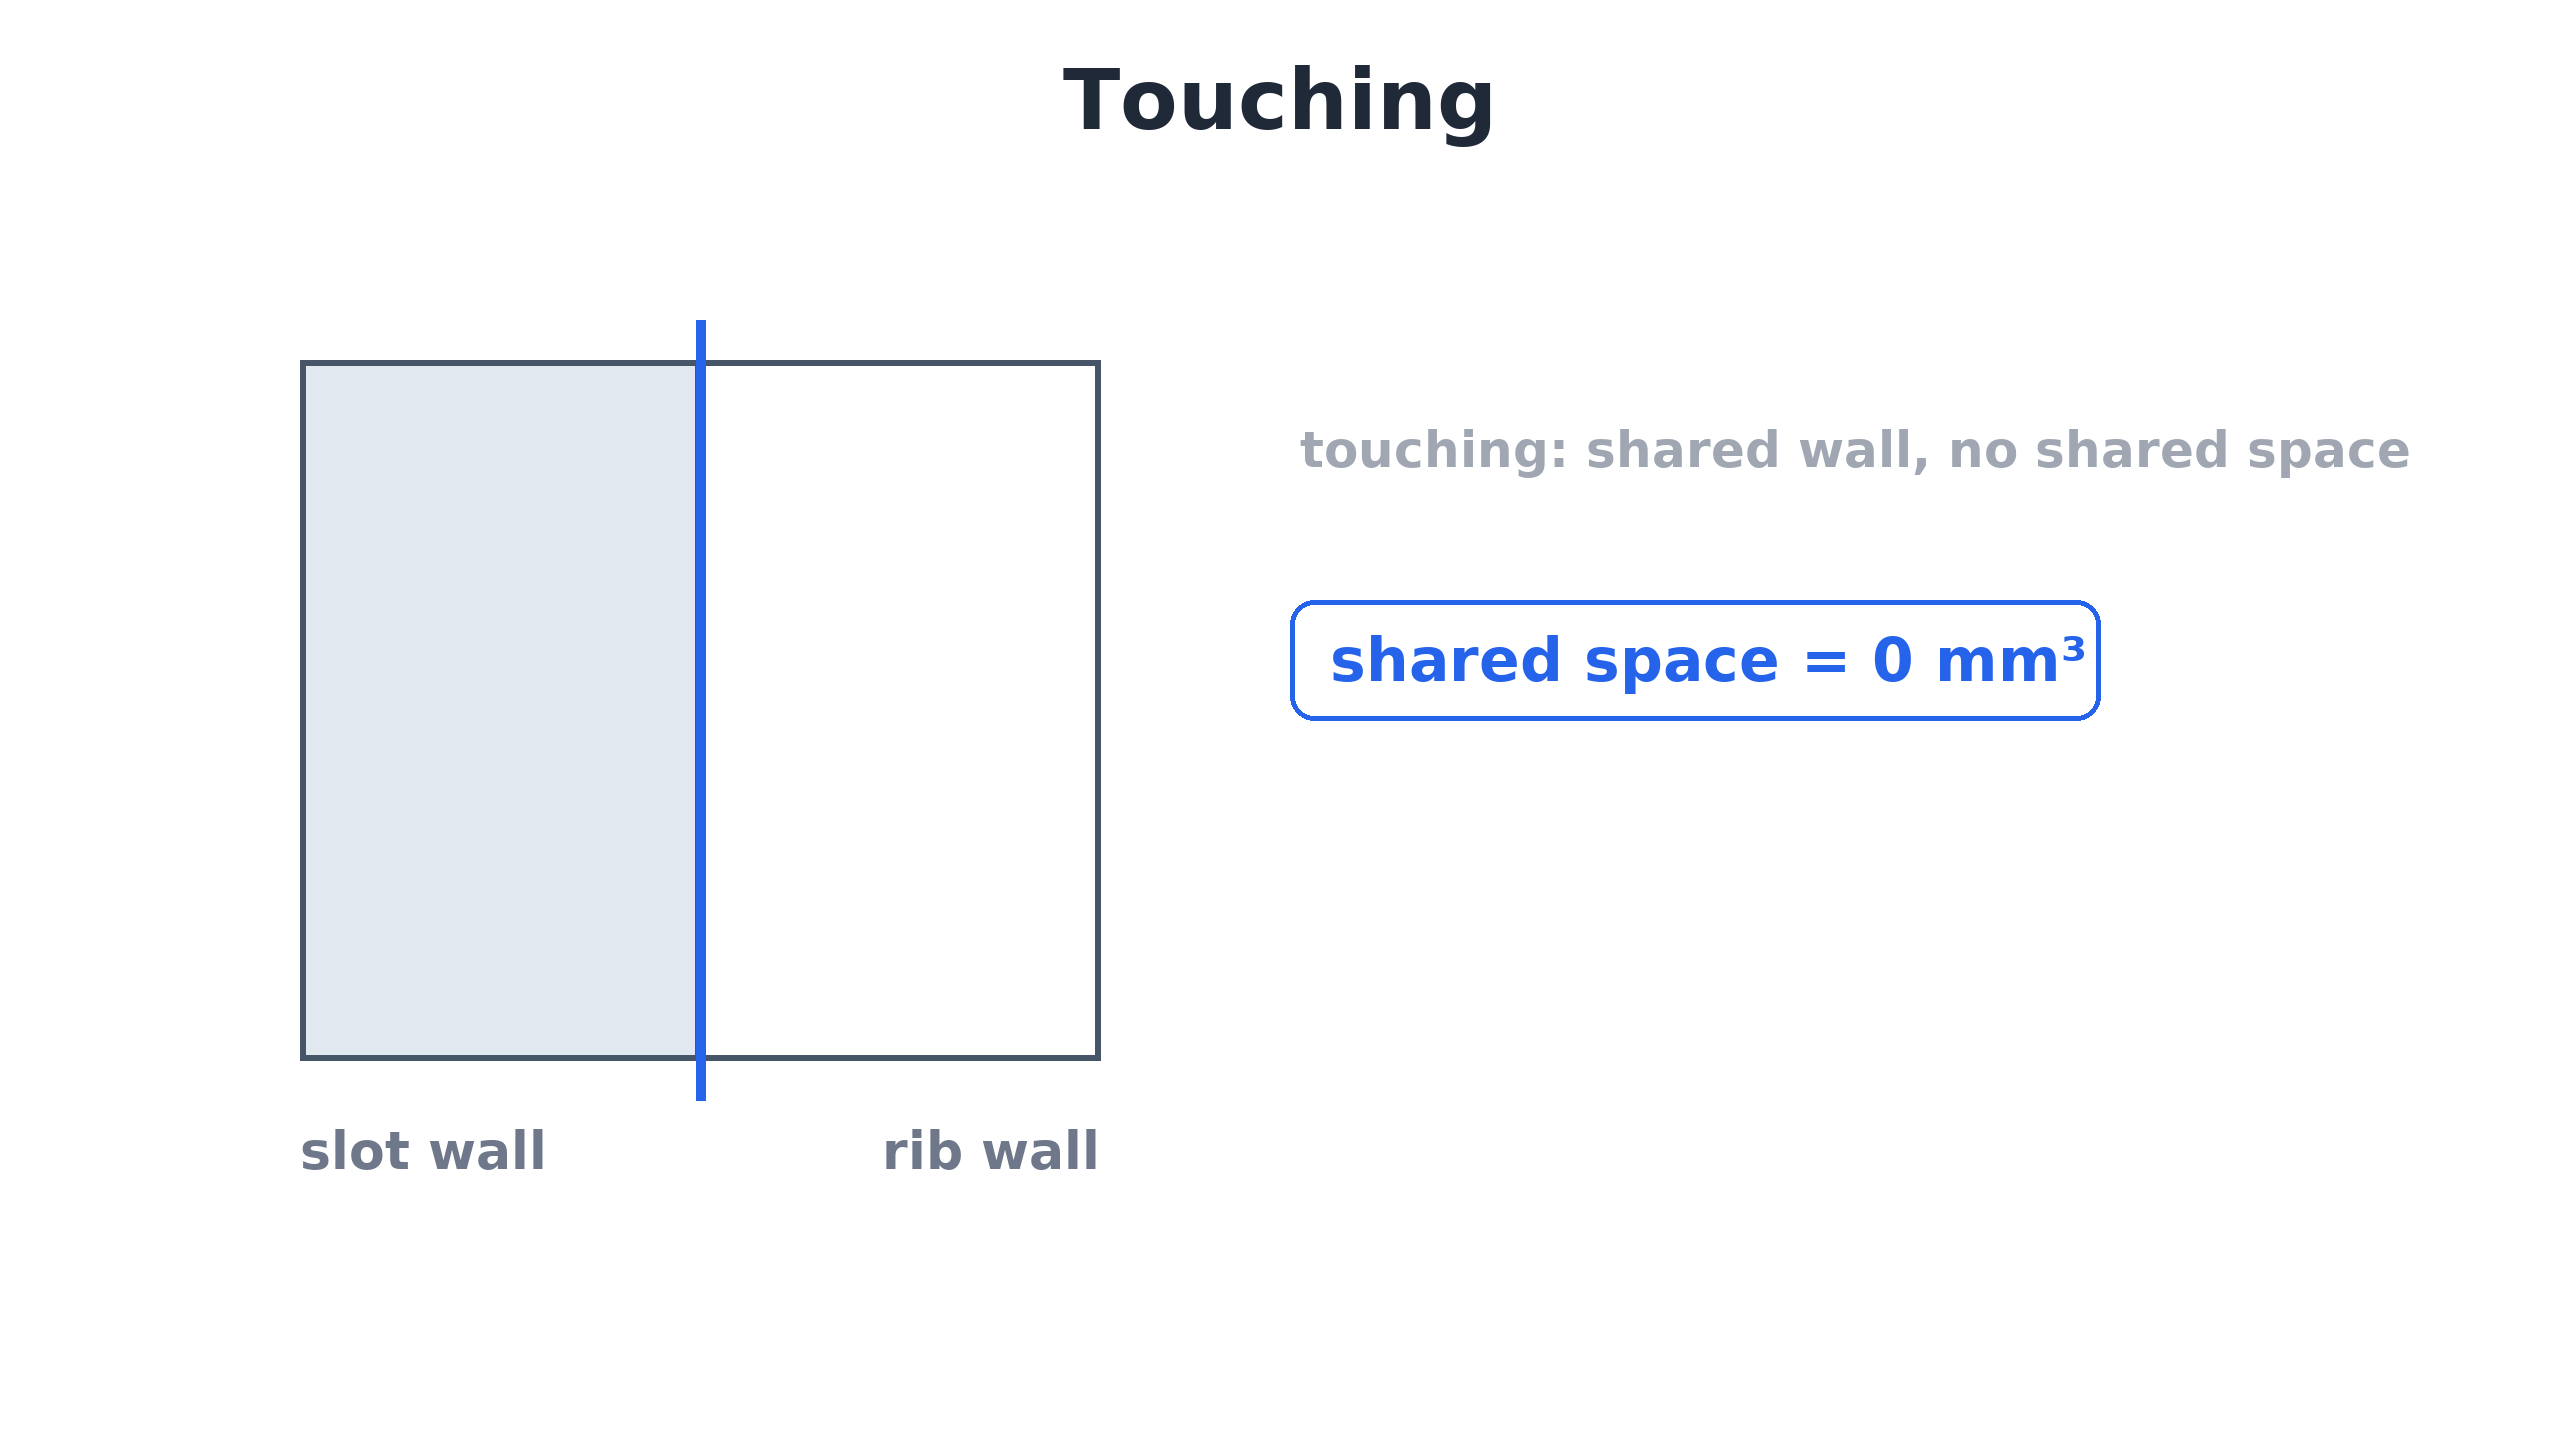 Touching
touching: shared wall, no shared space
shared space = 0 mm³
slot wall
rib wall